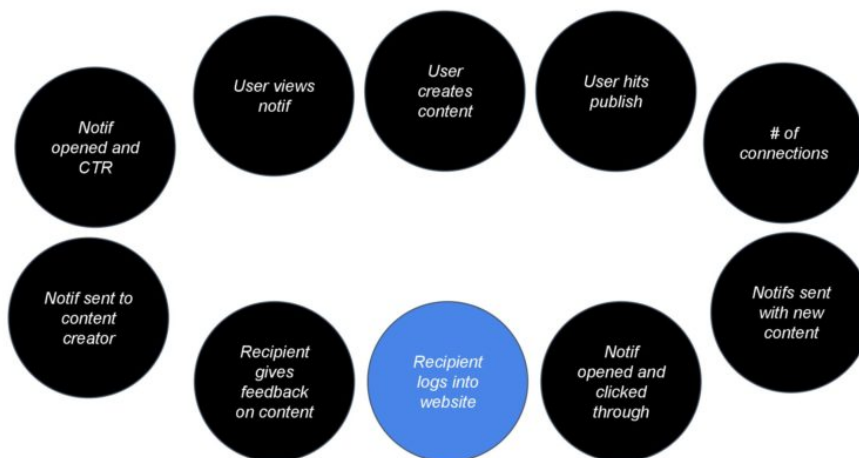 User views
notif
User
creates
content
User hits
publish
Notif
opened and
CTR
# of
connections
Notif sent to
content
creator
Notifs sent
with new
content
Recipient
gives
feedback
on content
Recipient
logs into
website
Notif
opened and
clicked
through